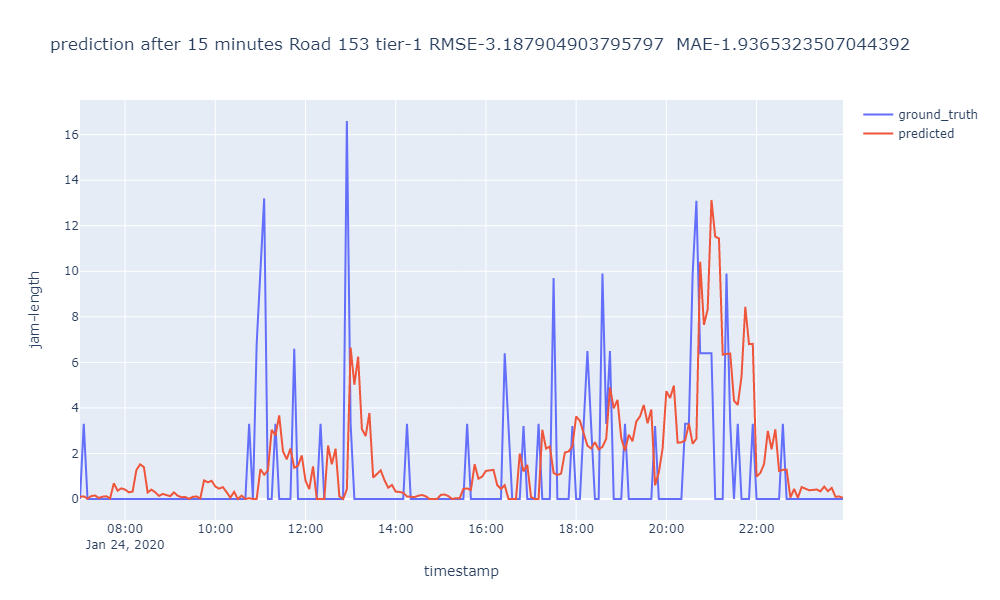 prediction after 15 minutes Road 153 tier-1 RMSE-3.187904903795797  MAE-1.9365323507044392
ground_truth
predicted
16
14
12
10
8
6
4
2
0
jam-length
08:00 10:00 12:00 14:00 16:00 18:00 20:00 22:00
Jan 24, 2020
timestamp